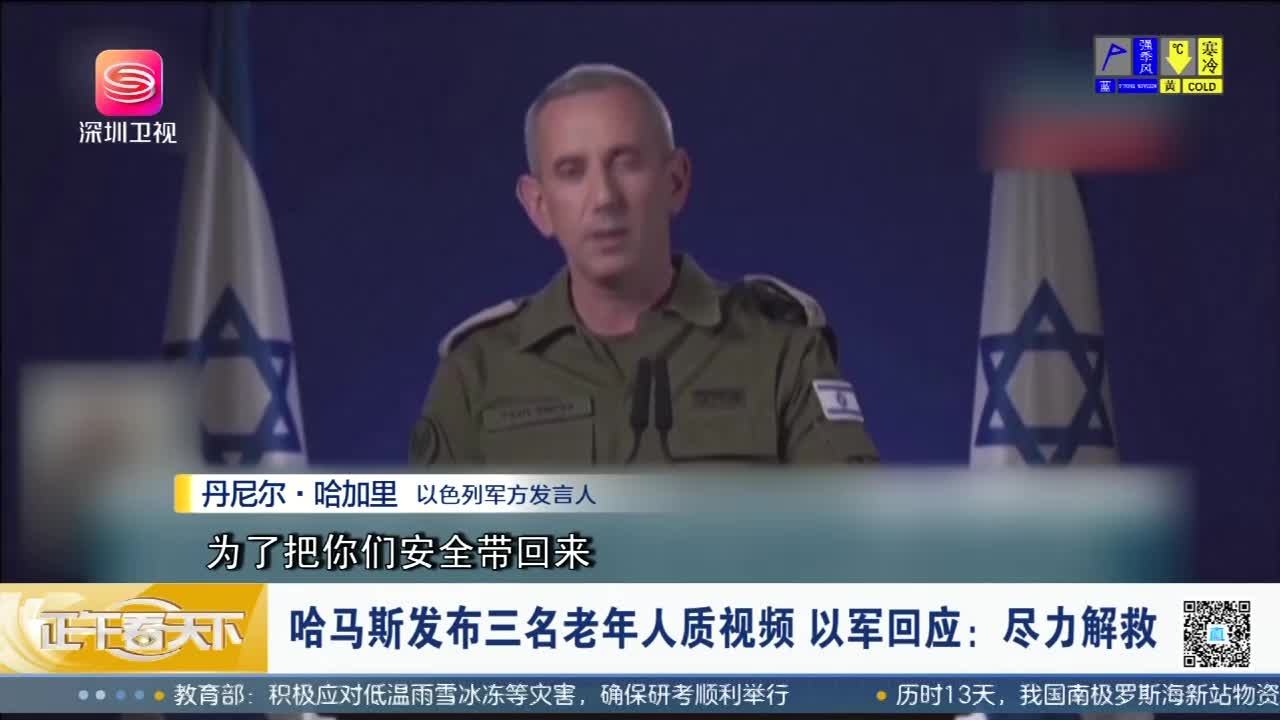 深圳卫视
强季风
℃
寒冷
蓝
黄
COLD
丹尼尔·哈加里 以色列军方发言人
为了把你们安全带回来
正午看天下
哈马斯发布三名老年人质视频 以军回应：尽力解救
教育部：积极应对低温雨雪冰冻等灾害，确保研考顺利举行
历时13天，我国南极罗斯海新站物资